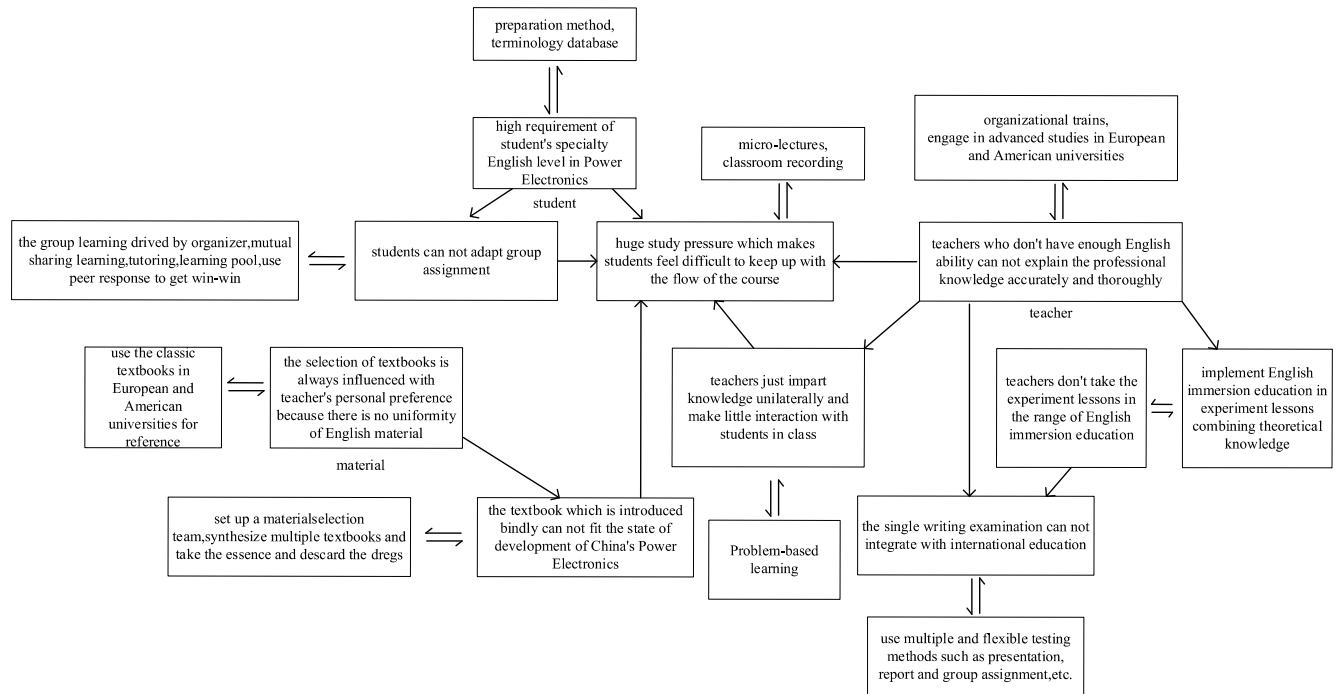 preparation method,
terminology database
high requirement of
student's specialty
English level in Power
Electronics
student
micro-lectures,
classroom recording
organizational trains,
engage in advanced studies in European
and American universities
the group learning drived by organizer,mutual
sharing learning,tutoring,learning pool,use
peer response to get win-win
students can not adapt group
assignment
huge study pressure which makes
students feel difficult to keep up with
the flow of the course
teachers who don't have enough English
ability can not explain the professional
knowledge accurately and thoroughly
teacher
use the classic
textbooks in
European and
American
universities for
reference
the selection of textbooks is
always influenced with
teacher's personal preference
because there is no uniformity
of English material
material
teachers just impart
knowledge unilaterally and
make little interaction with
students in class
teachers don't take the
experiment lessons in
the range of English
immersion education
implement English
immersion education in
experiment lessons
combining theoretical
knowledge
set up a materialselection
team,synthesize multiple textbooks and
take the essence and descard the dregs
the textbook which is introduced
bindly can not fit the state of
development of China's Power
Electronics
Problem-based
learning
the single writing examination can not
integrate with international education
use multiple and flexible testing
methods such as presentation,
report and group assignment,etc.